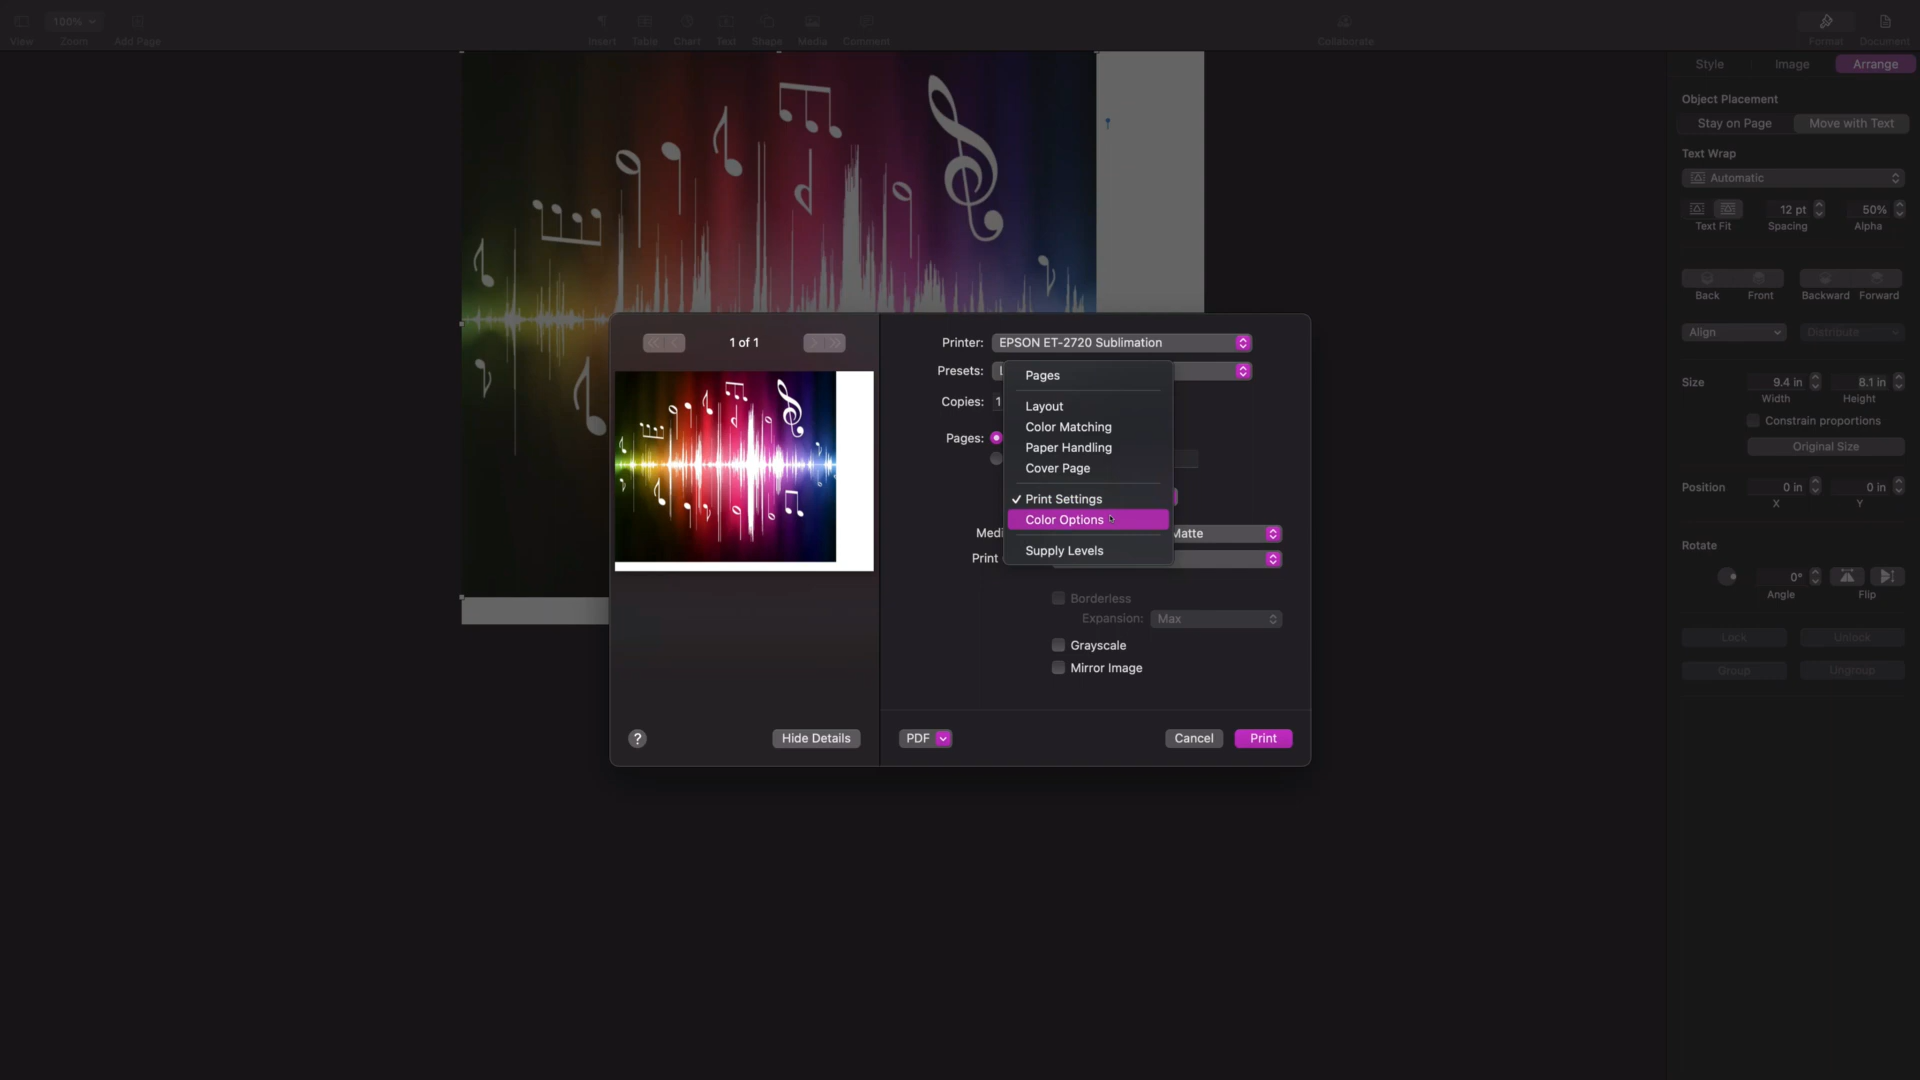 100%
View
Zoom
Add Page
Insert
Table
Chart
Text
Shape
Media
Comment
Collaborate
Format
Document
Style
Image
Arrange
Object Placement
Stay on Page
Move with Text
Text Wrap
Automatic
12 pt
50%
Text Fit
Spacing
Alpha
Back
Front
Backward
Forward
Align
Distribute
Size
9.4 in
8.1 in
Width
Height
Constrain proportions
Original Size
Position
0 in
0 in
X
Y
Rotate
0°
Angle
Flip
Lock
Unlock
Group
Ungroup
1 of 1
Printer: EPSON ET-2720 Sublimation
Presets:
Copies: 1
Pages:
Pages
Layout
Color Matching
Paper Handling
Cover Page
✓ Print Settings
Color Options
Supply Levels
Matte
Print
Borderless
Expansion: Max
Grayscale
Mirror Image
? Hide Details
PDF
Cancel
Print